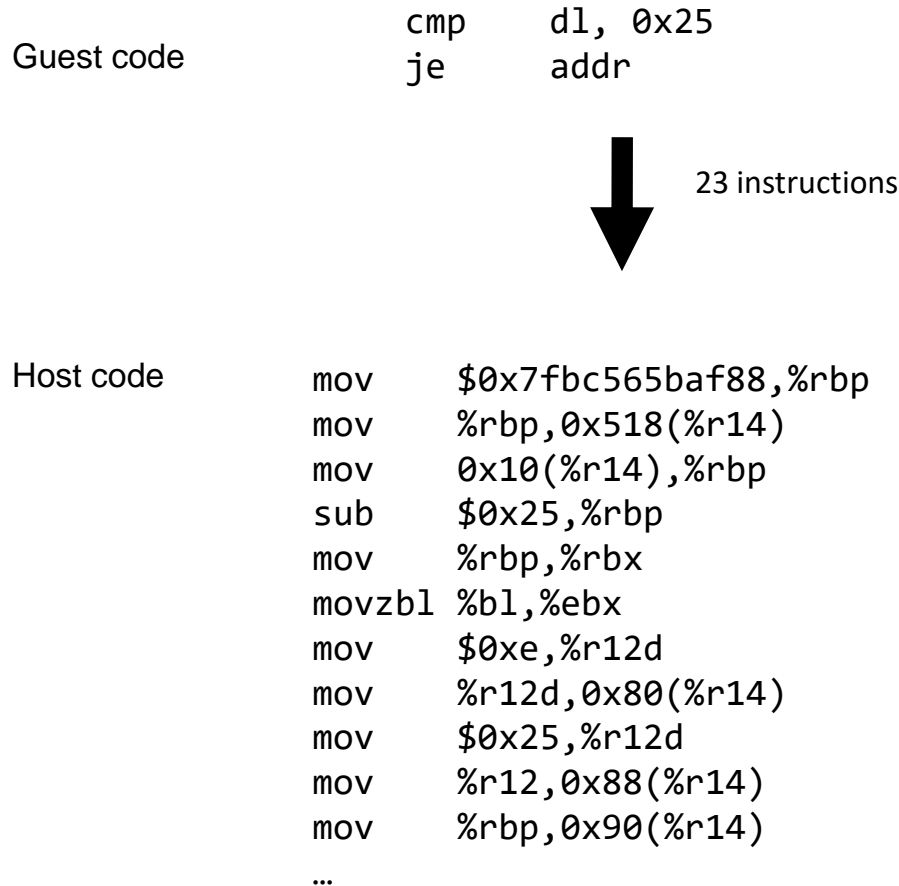 cmp dl, 0x25
Guest code
je addr
23 instructions
Host code
mov $0x7fbc565baf88,%rbp
mov %rbp,0x518(%r14)
mov 0x10(%r14),%rbp
sub $0x25,%rbp
mov %rbp,%rbx
movzbl %bl,%ebx
mov $0xe,%r12d
mov %r12d,0x80(%r14)
mov $0x25,%r12d
mov %r12,0x88(%r14)
mov %rbp,0x90(%r14)
…